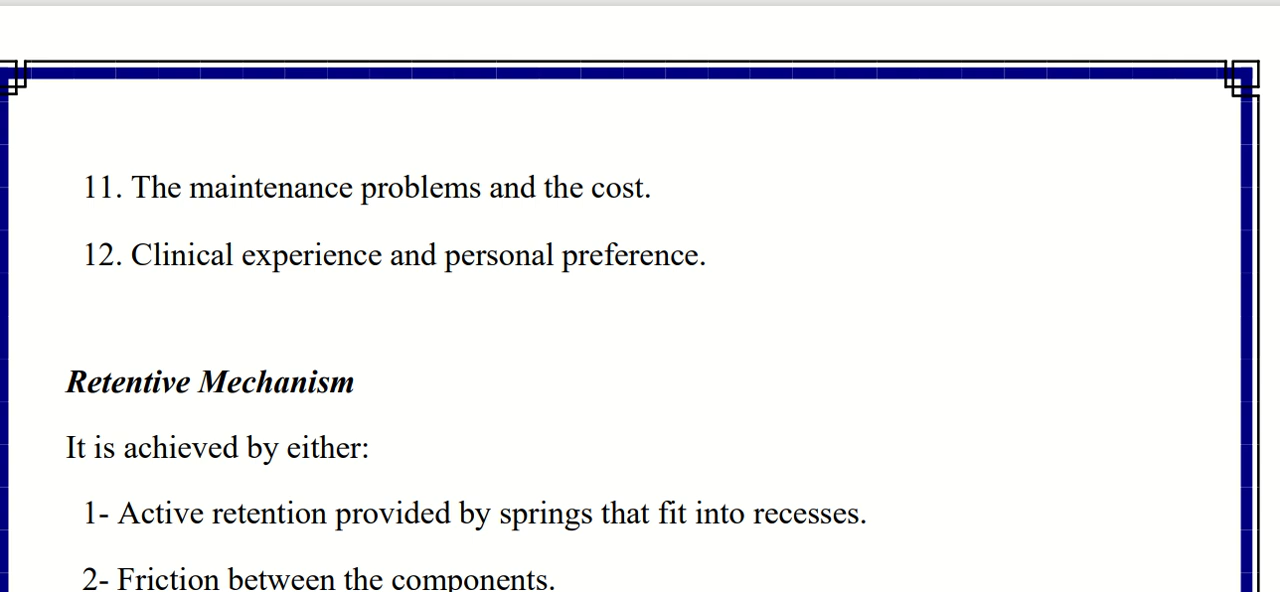 11. The maintenance problems and the cost.
12. Clinical experience and personal preference.
Retentive Mechanism
It is achieved by either:
1- Active retention provided by springs that fit into recesses.
2- Friction between the components.